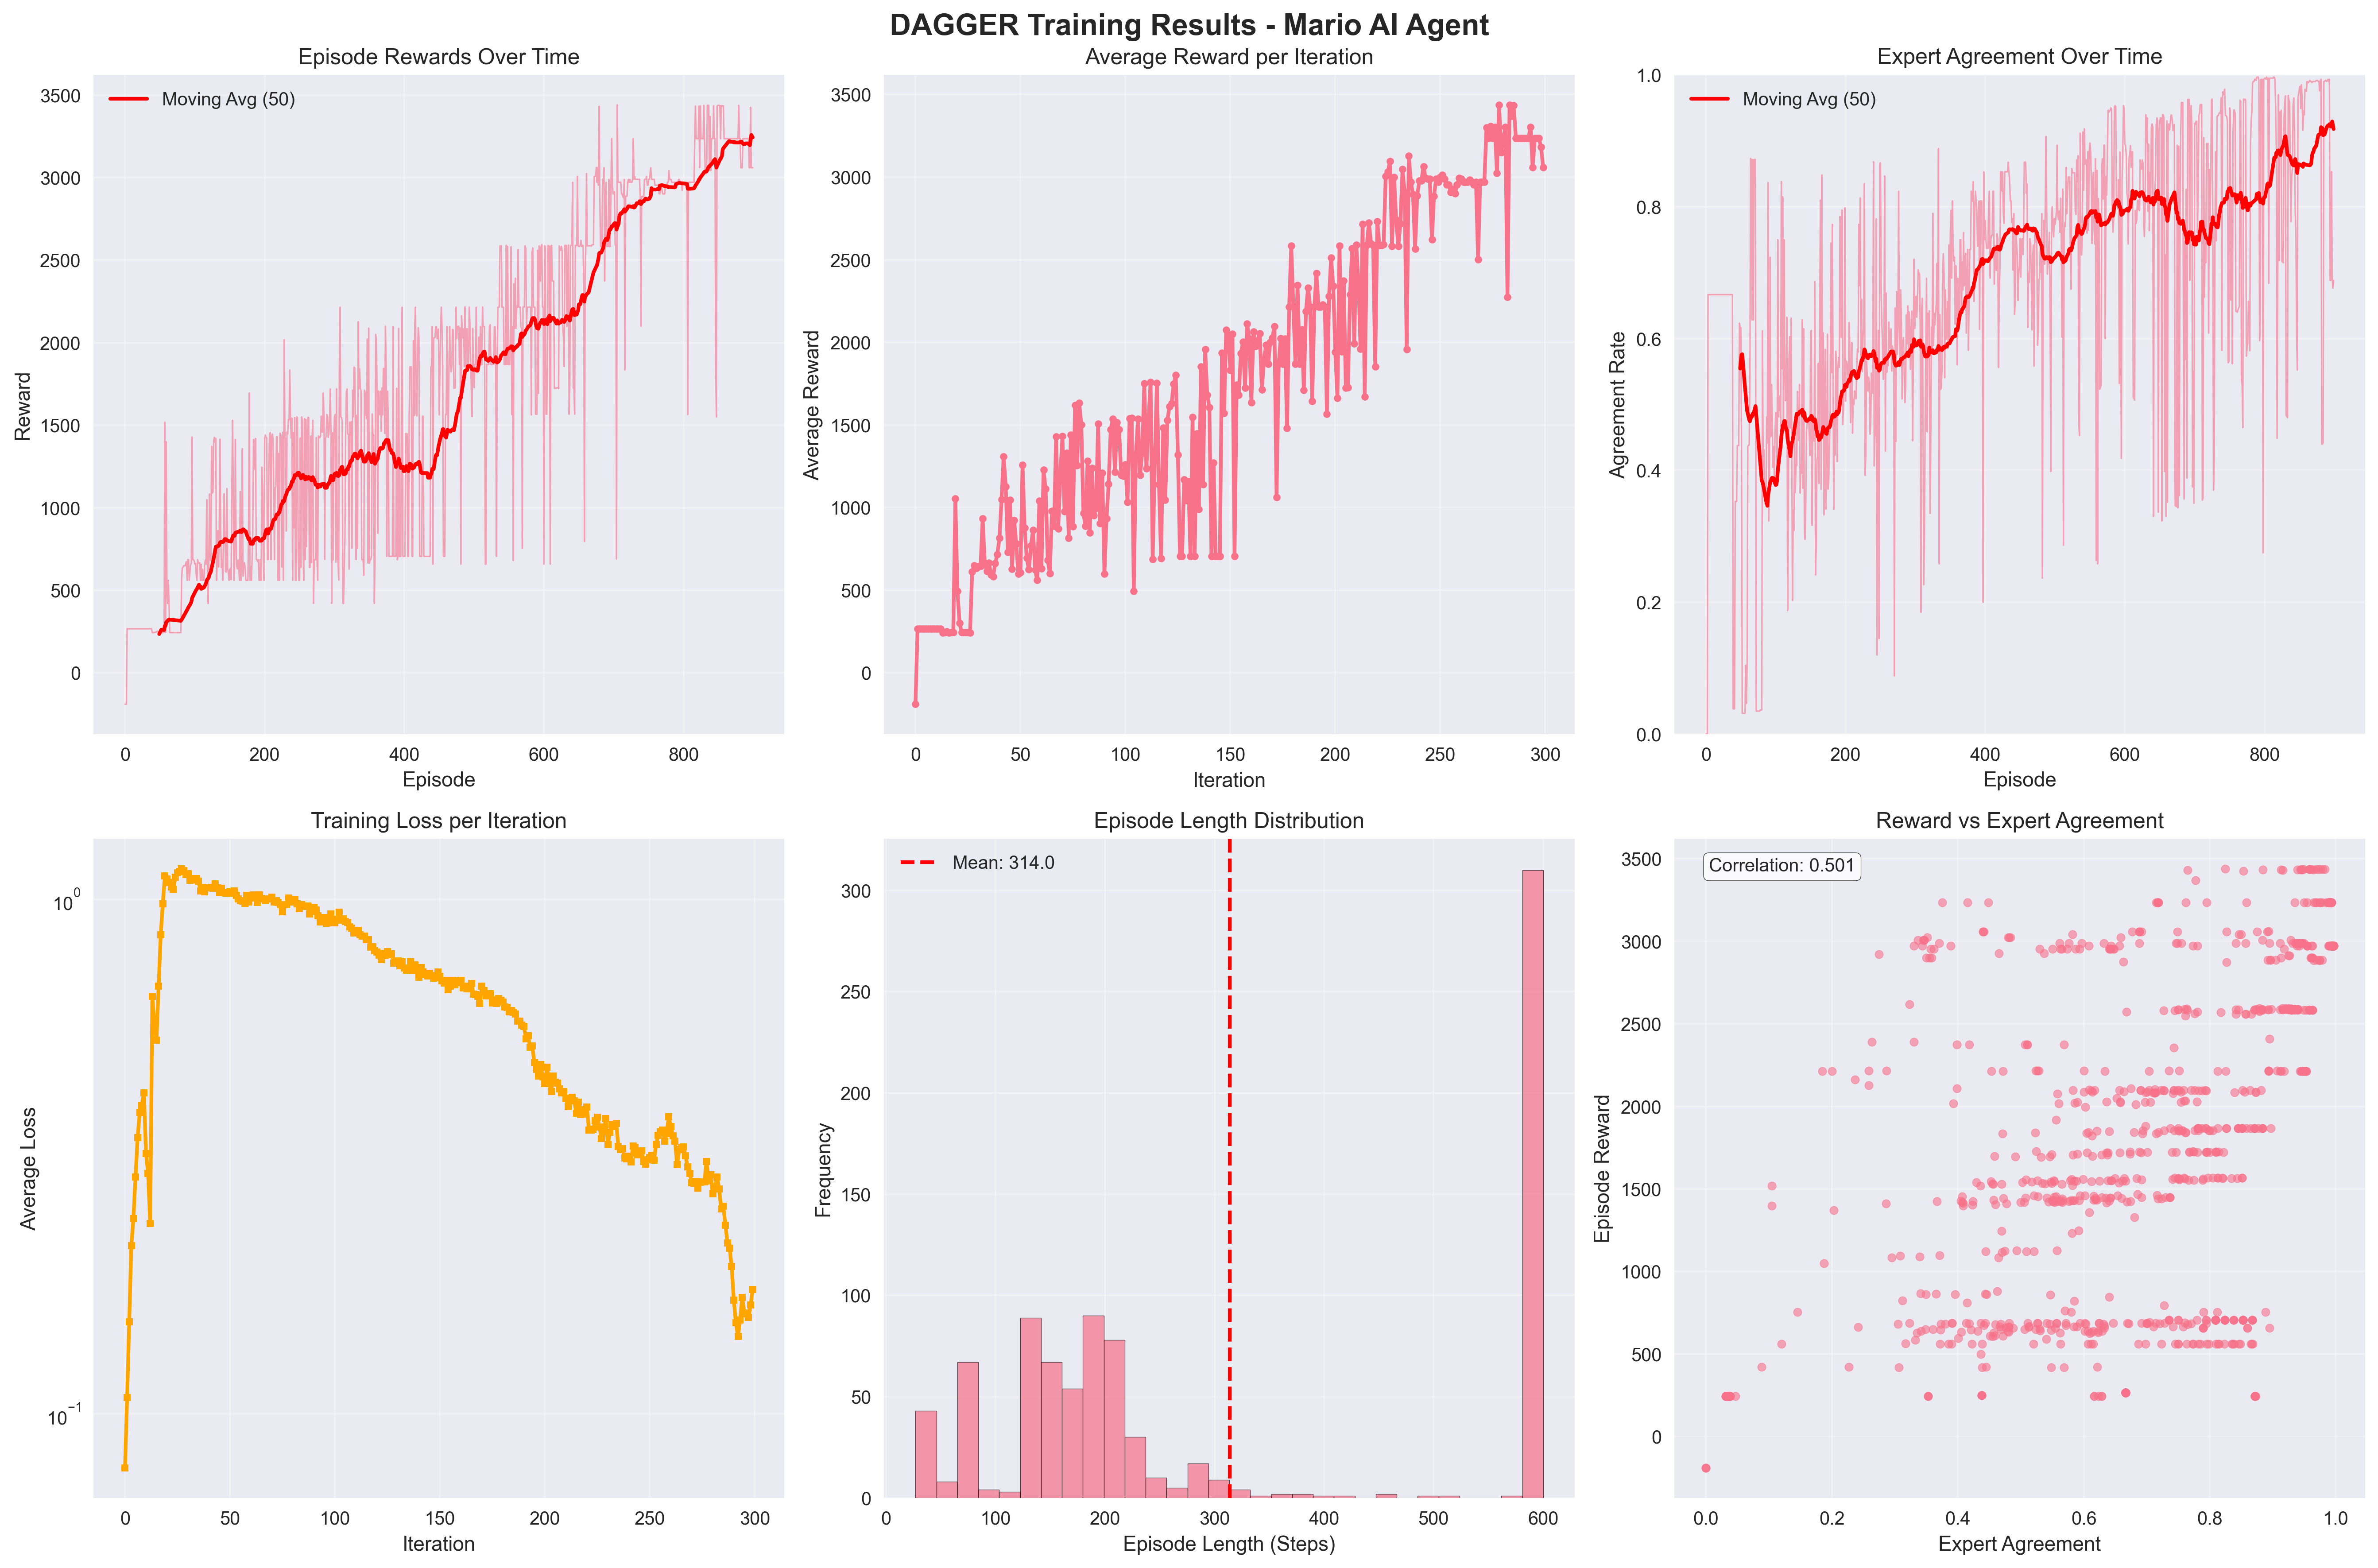 DAGGER Training Results - Mario AI Agent
Episode Rewards Over Time
Moving Avg (50)
3500
3000
2500
2000
1500
1000
500
0
Reward
0 200 400 600 800
Episode
Average Reward per Iteration
3500
3000
2500
2000
1500
1000
500
0
Average Reward
0 50 100 150 200 250 300
Iteration
Expert Agreement Over Time
Moving Avg (50)
1.0
0.8
0.6
0.4
0.2
0.0
Agreement Rate
0 200 400 600 800
Episode
Training Loss per Iteration
10^0
10^−1
Average Loss
0 50 100 150 200 250 300
Iteration
Episode Length Distribution
Mean: 314.0
300
250
200
150
100
50
0
Frequency
0 100 200 300 400 500 600
Episode Length (Steps)
Reward vs Expert Agreement
Correlation: 0.501
3500
3000
2500
2000
1500
1000
500
0
Episode Reward
0.0 0.2 0.4 0.6 0.8 1.0
Expert Agreement